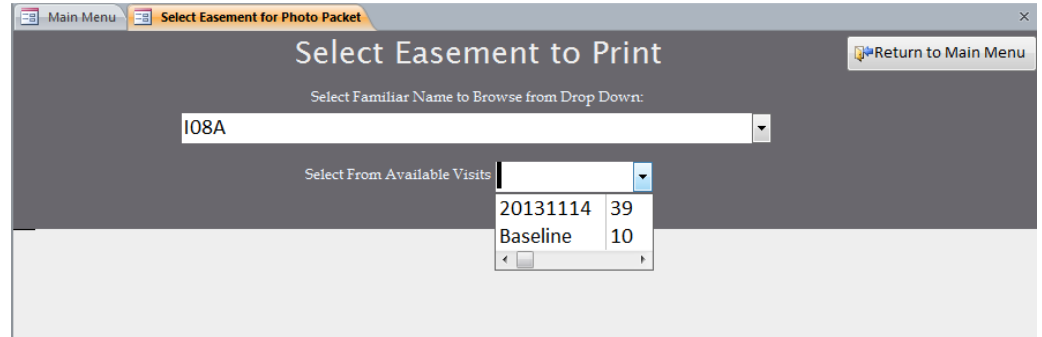 Main Menu Select Easement for Photo Packet
Select Easement to Print
Return to Main Menu
Select Familiar Name to Browse from Drop Down:
I08A
Select From Available Visits
20131114 39
Baseline 10